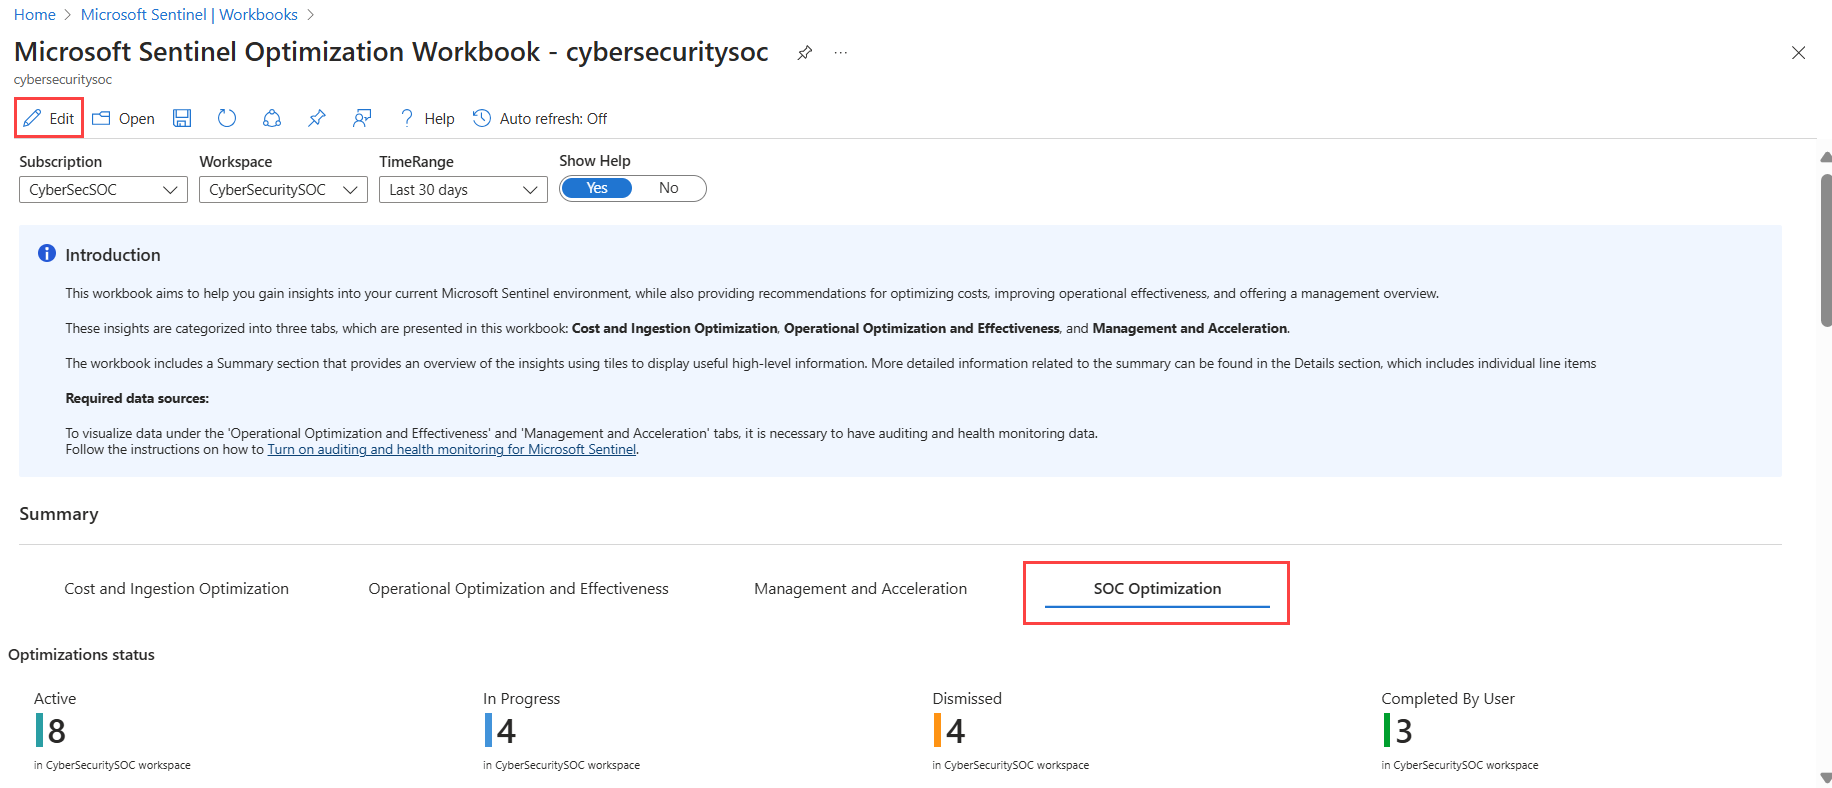 Home > Microsoft Sentinel | Workbooks >
Microsoft Sentinel Optimization Workbook - cybersecuritysoc ...
cybersecuritysoc
Edit Open Help Auto refresh: Off
Subscription Workspace TimeRange Show Help
CyberSecSOC CyberSecuritySOC Last 30 days Yes No
Introduction
This workbook aims to help you gain insights into your current Microsoft Sentinel environment, while also providing recommendations for optimizing costs, improving operational effectiveness, and offering a management overview.
These insights are categorized into three tabs, which are presented in this workbook: Cost and Ingestion Optimization, Operational Optimization and Effectiveness, and Management and Acceleration.
The workbook includes a Summary section that provides an overview of the insights using tiles to display useful high-level information. More detailed information related to the summary can be found in the Details section, which includes individual line items
Required data sources:
To visualize data under the 'Operational Optimization and Effectiveness' and 'Management and Acceleration' tabs, it is necessary to have auditing and health monitoring data.
Follow the instructions on how to Turn on auditing and health monitoring for Microsoft Sentinel.
Summary
Cost and Ingestion Optimization Operational Optimization and Effectiveness Management and Acceleration SOC Optimization
Optimizations status
Active In Progress Dismissed Completed By User
8 4 4 3
in CyberSecuritySOC workspace in CyberSecuritySOC workspace in CyberSecuritySOC workspace in CyberSecuritySOC workspace